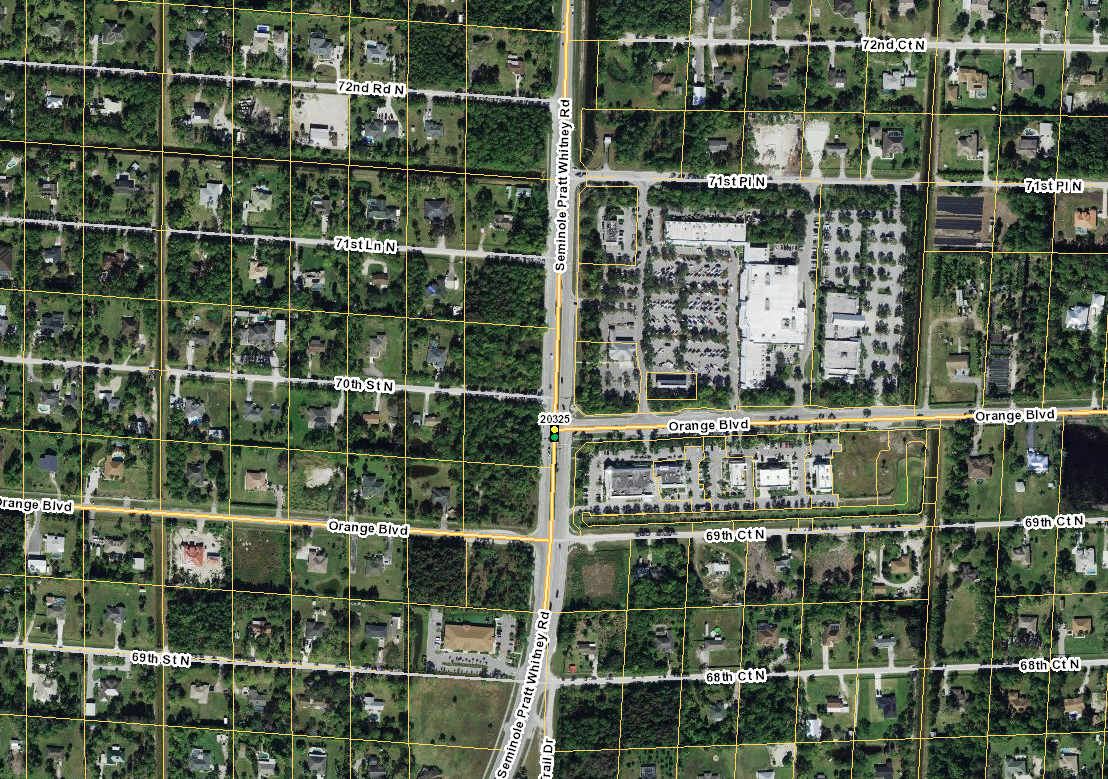 72nd Ct N
72nd Rd N
Seminole Pratt Whitney Rd
71st Pl N
71st Pl N
71st Ln N
70th St N
20325
Orange Blvd
Orange Blvd
Orange Blvd
Orange Blvd
69th Ct N
69th Ct N
69th St N
68th Ct N
68th Ct N
Seminole Pratt Whitney Rd
rail Dr